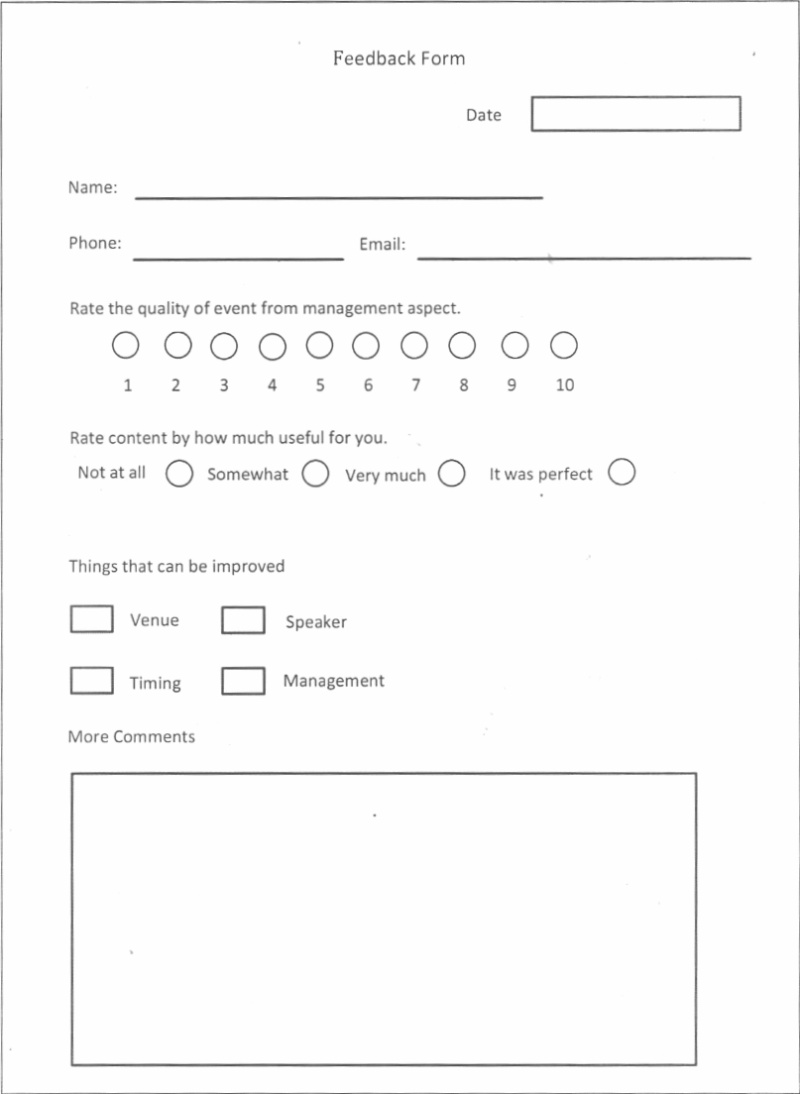 Feedback Form
Date
Name:
Phone: Email:
Rate the quality of event from management aspect.
1 2 3 4 5 6 7 8 9 10
Rate content by how much useful for you.
Not at all Somewhat Very much It was perfect
Things that can be improved
Venue Speaker
Timing Management
More Comments